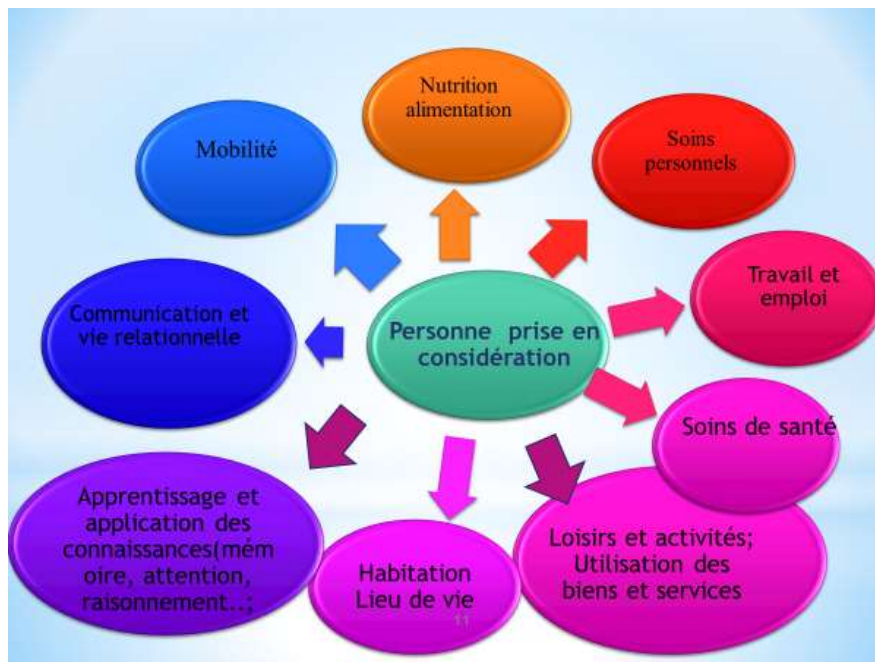 Nutrition
alimentation
Mobilité
Soins
personnels
Travail et
emploi
Communication et
vie relationnelle
Personne prise en
considération
Soins de santé
Apprentissage et
application des
connaissances(mém
oire, attention,
raisonnement..;
Habitation
Lieu de vie
Loisirs et activités;
Utilisation des
biens et services
11